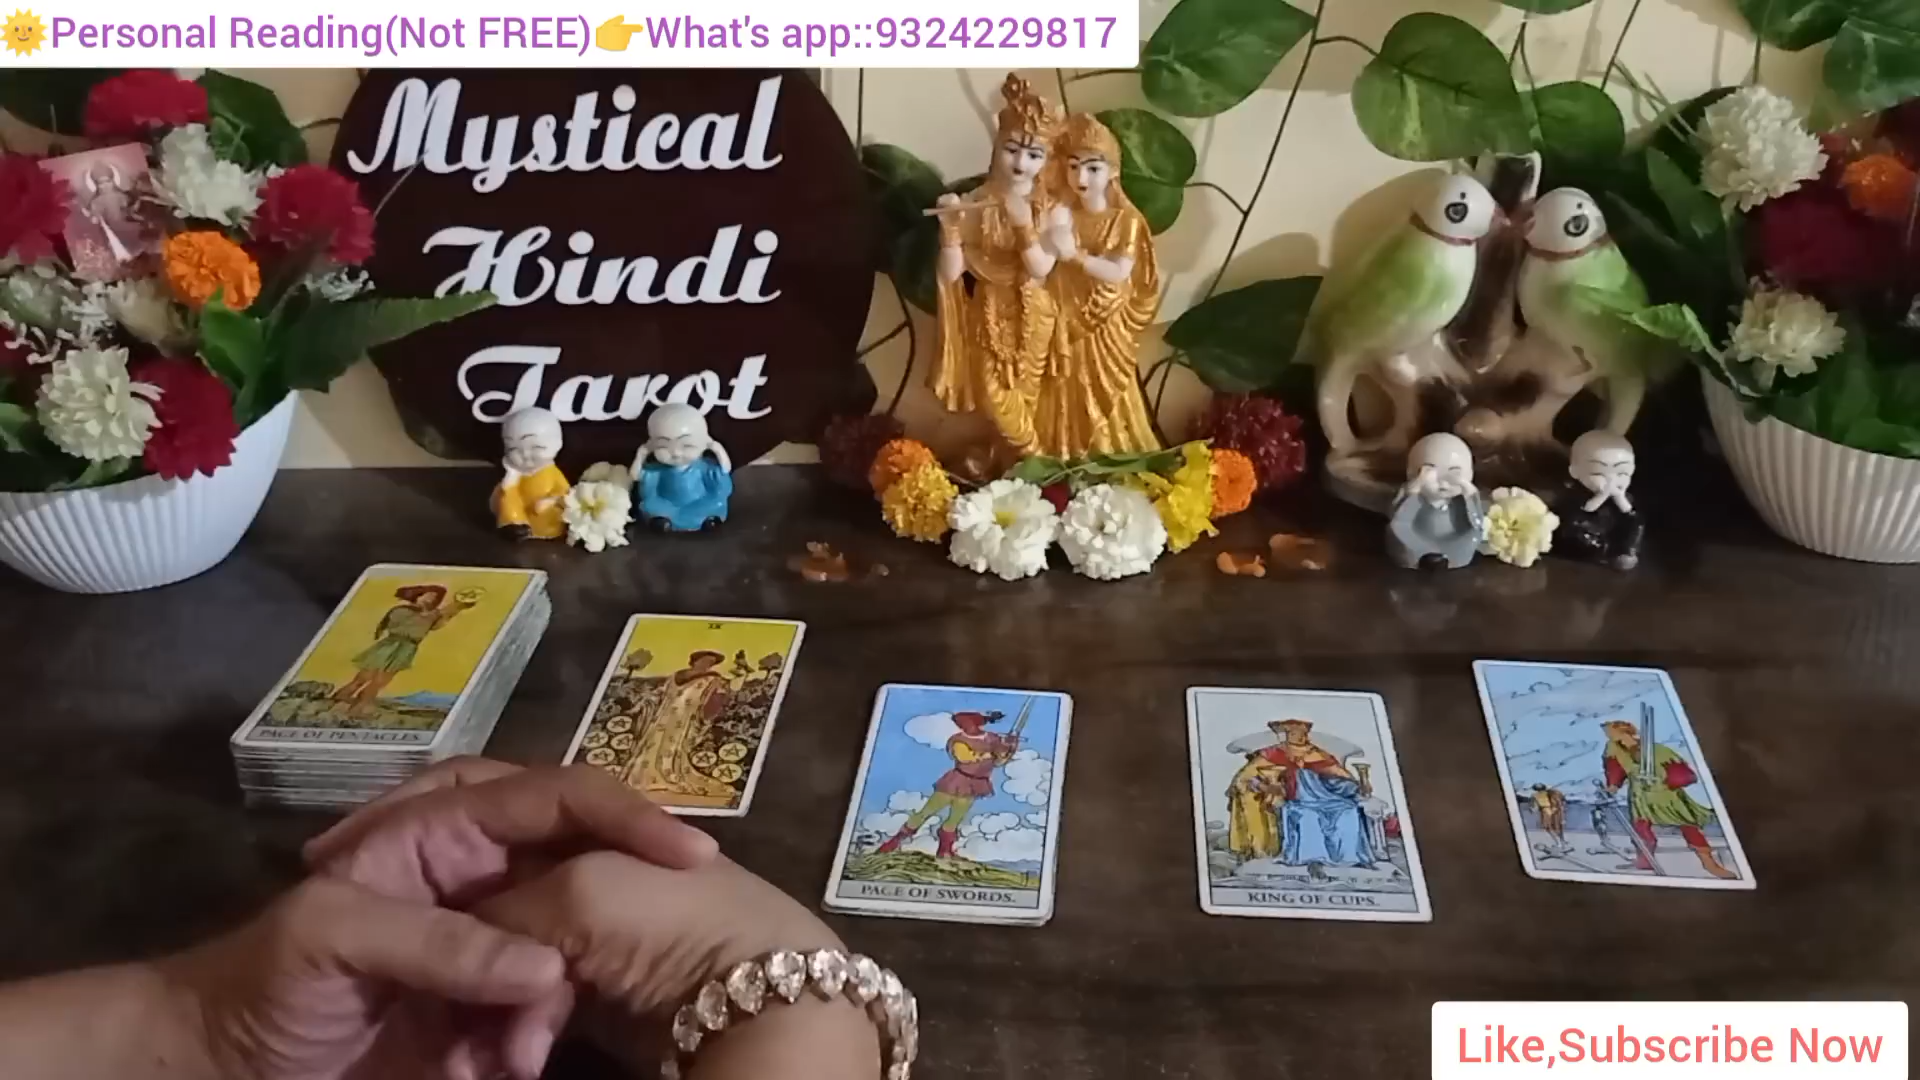 🌞Personal Reading(Not FREE)👉What's app::9324229817
Mystical
Hindi
Tarot
IX
PAGE OF PENTACLES.
PAGE OF SWORDS.
KING OF CUPS.
Like,Subscribe Now